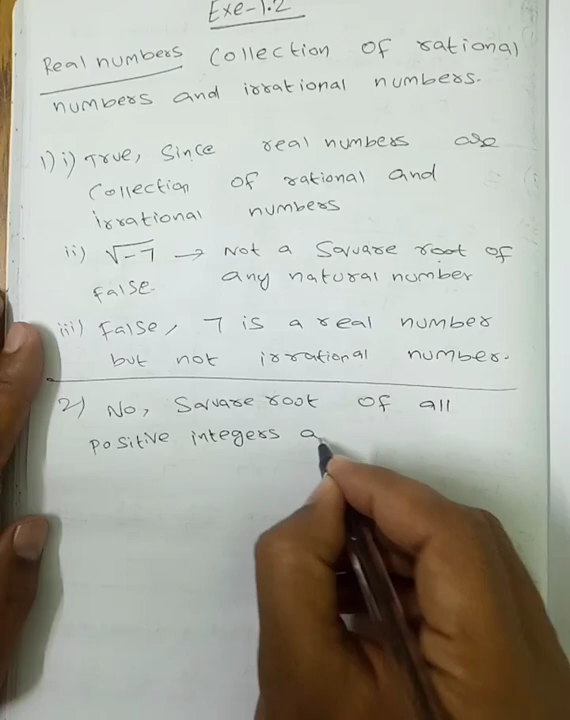 Exe-1.2
Real numbers collection of rational
numbers and irrational numbers.
1) i) True, Since real numbers are
Collection of rational and
irrational numbers
ii) √-7 → Not a Square root of
False. any natural number
iii) False, 7 is a real number
but not irrational number.
2) No, Square root of all
Positive integers a